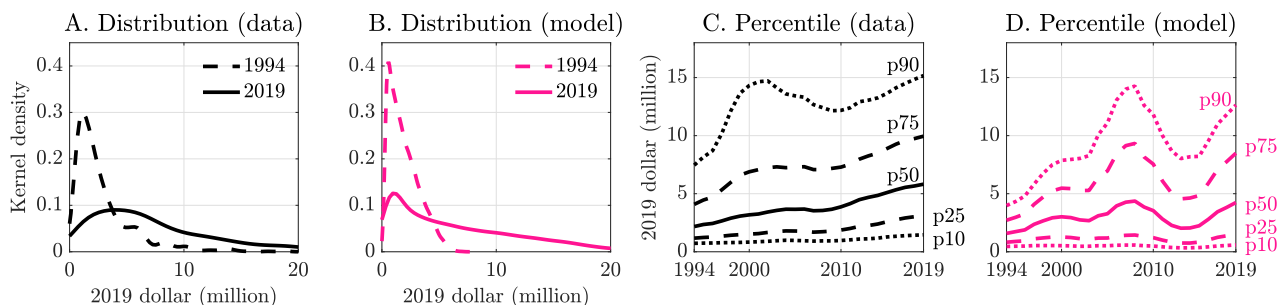 A. Distribution (data)
Kernel density
0.4
0.3
0.2
0.1
0
0
10
20
2019 dollar (million)
1994
2019
B. Distribution (model)
0.4
0.3
0.2
0.1
0
0
10
20
2019 dollar (million)
1994
2019
C. Percentile (data)
2019 dollar (million)
15
10
5
0
1994
2000
2010
2019
p90
p75
p50
p25
p10
D. Percentile (model)
15
10
5
0
1994
2000
2010
2019
p90
p75
p50
p25
p10